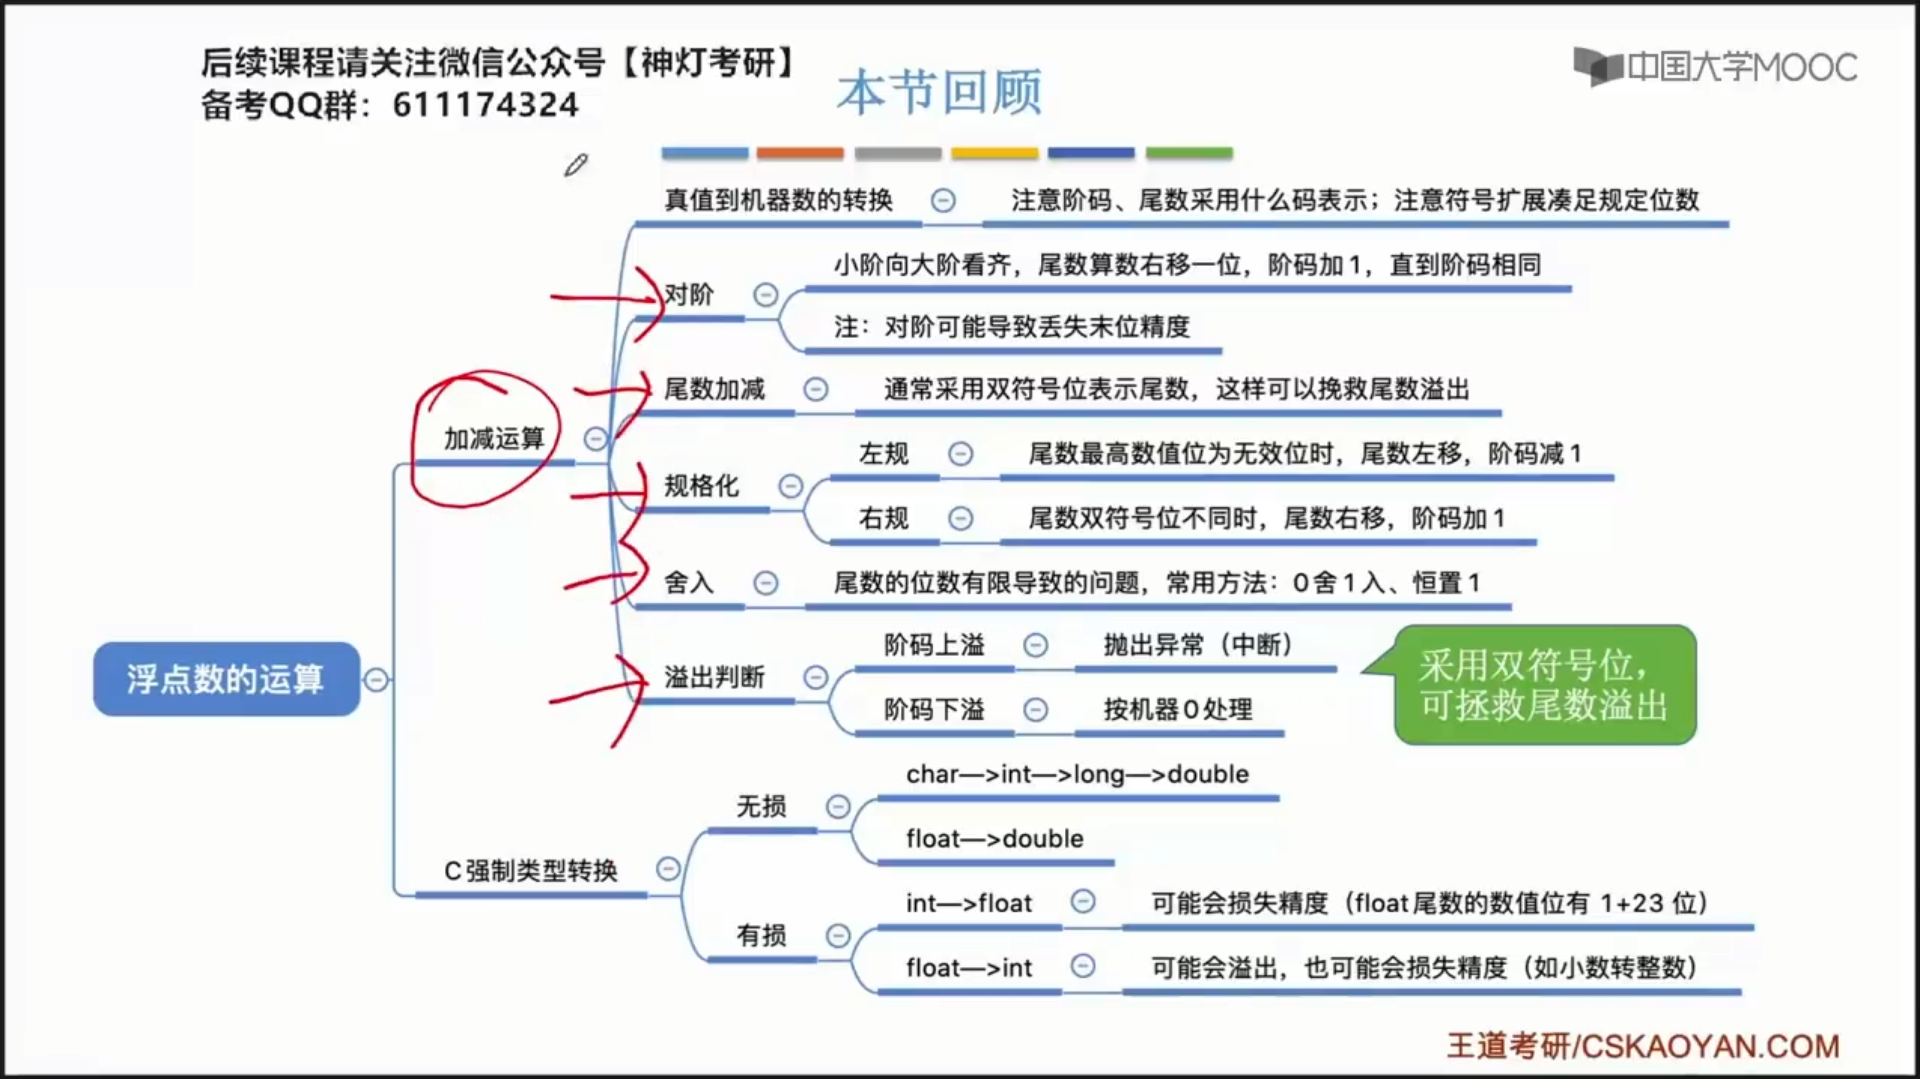 后续课程请关注微信公众号【神灯考研】
备考QQ群：611174324
中国大学MOOC
本节回顾
真值到机器数的转换
注意阶码、尾数采用什么码表示；注意符号扩展凑足规定位数
对阶
小阶向大阶看齐，尾数算数右移一位，阶码加1，直到阶码相同
注：对阶可能导致丢失末位精度
尾数加减
通常采用双符号位表示尾数，这样可以挽救尾数溢出
加减运算
规格化
左规
尾数最高数值位为无效位时，尾数左移，阶码减1
右规
尾数双符号位不同时，尾数右移，阶码加1
舍入
尾数的位数有限导致的问题，常用方法：0舍1入、恒置1
浮点数的运算
溢出判断
阶码上溢
抛出异常（中断）
阶码下溢
按机器0处理
采用双符号位，
可拯救尾数溢出
C强制类型转换
无损
char—>int—>long—>double
float—>double
有损
int—>float
可能会损失精度（float尾数的数值位有 1+23 位）
float—>int
可能会溢出，也可能会损失精度（如小数转整数）
王道考研/CSKAOYAN.COM